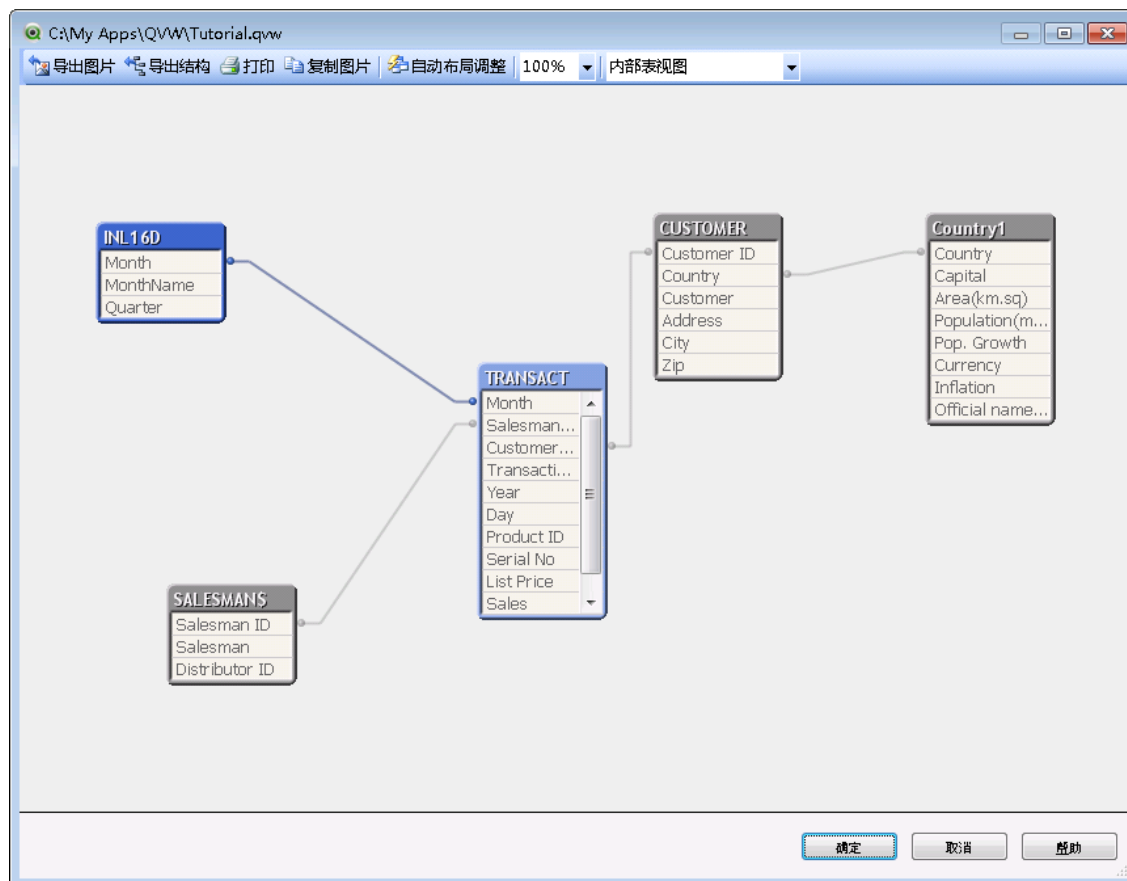 C:\My Apps\QVW\Tutorial.qvw
导出图片 导出结构 打印 复制图片 自动布局调整 100% 内部表视图
INL16D
Month
MonthName
Quarter
CUSTOMER
Customer ID
Country
Customer
Address
City
Zip
Country1
Country
Capital
Area(km.sq)
Population(m...
Pop. Growth
Currency
Inflation
Official name...
TRANSACT
Month
Salesman...
Customer...
Transacti...
Year
Day
Product ID
Serial No
List Price
Sales
SALESMAN$
Salesman ID
Salesman
Distributor ID
确定 取消 帮助